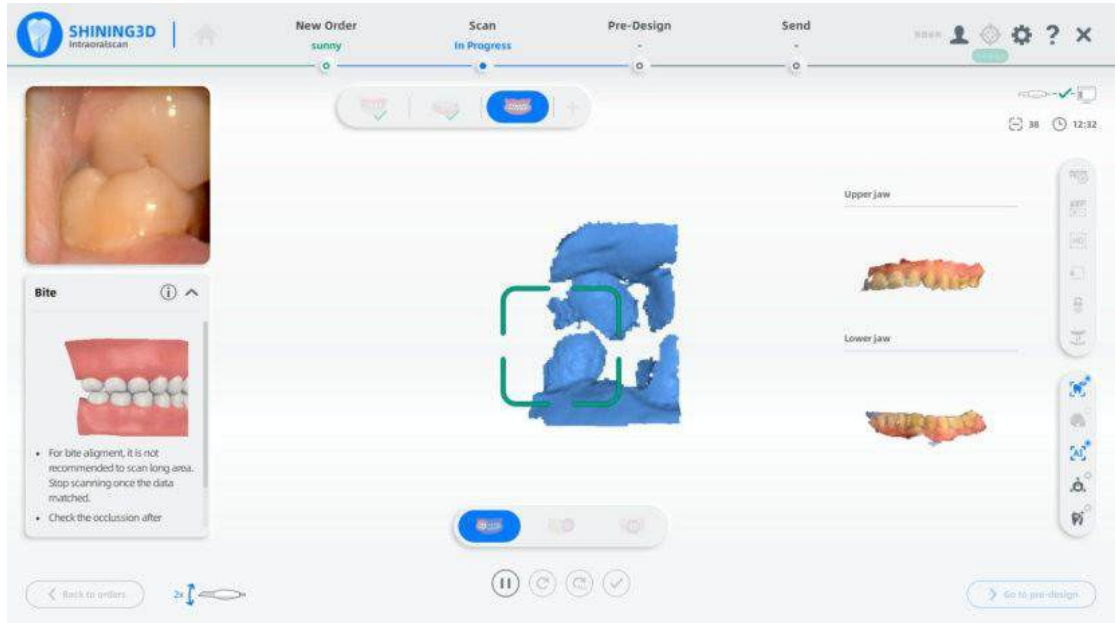 SHINING3D
Intraoralscan
New Order
sunny
Scan
In Progress
Pre-Design
-
Send
-
?
38
12:32
Bite
For bite aligment, it is not
recommended to scan long area.
Stop scanning once the data
matched.
Check the occlussion after
Upper jaw
Lower jaw
HD
AI
Back to orders
2x
Go to pre-design